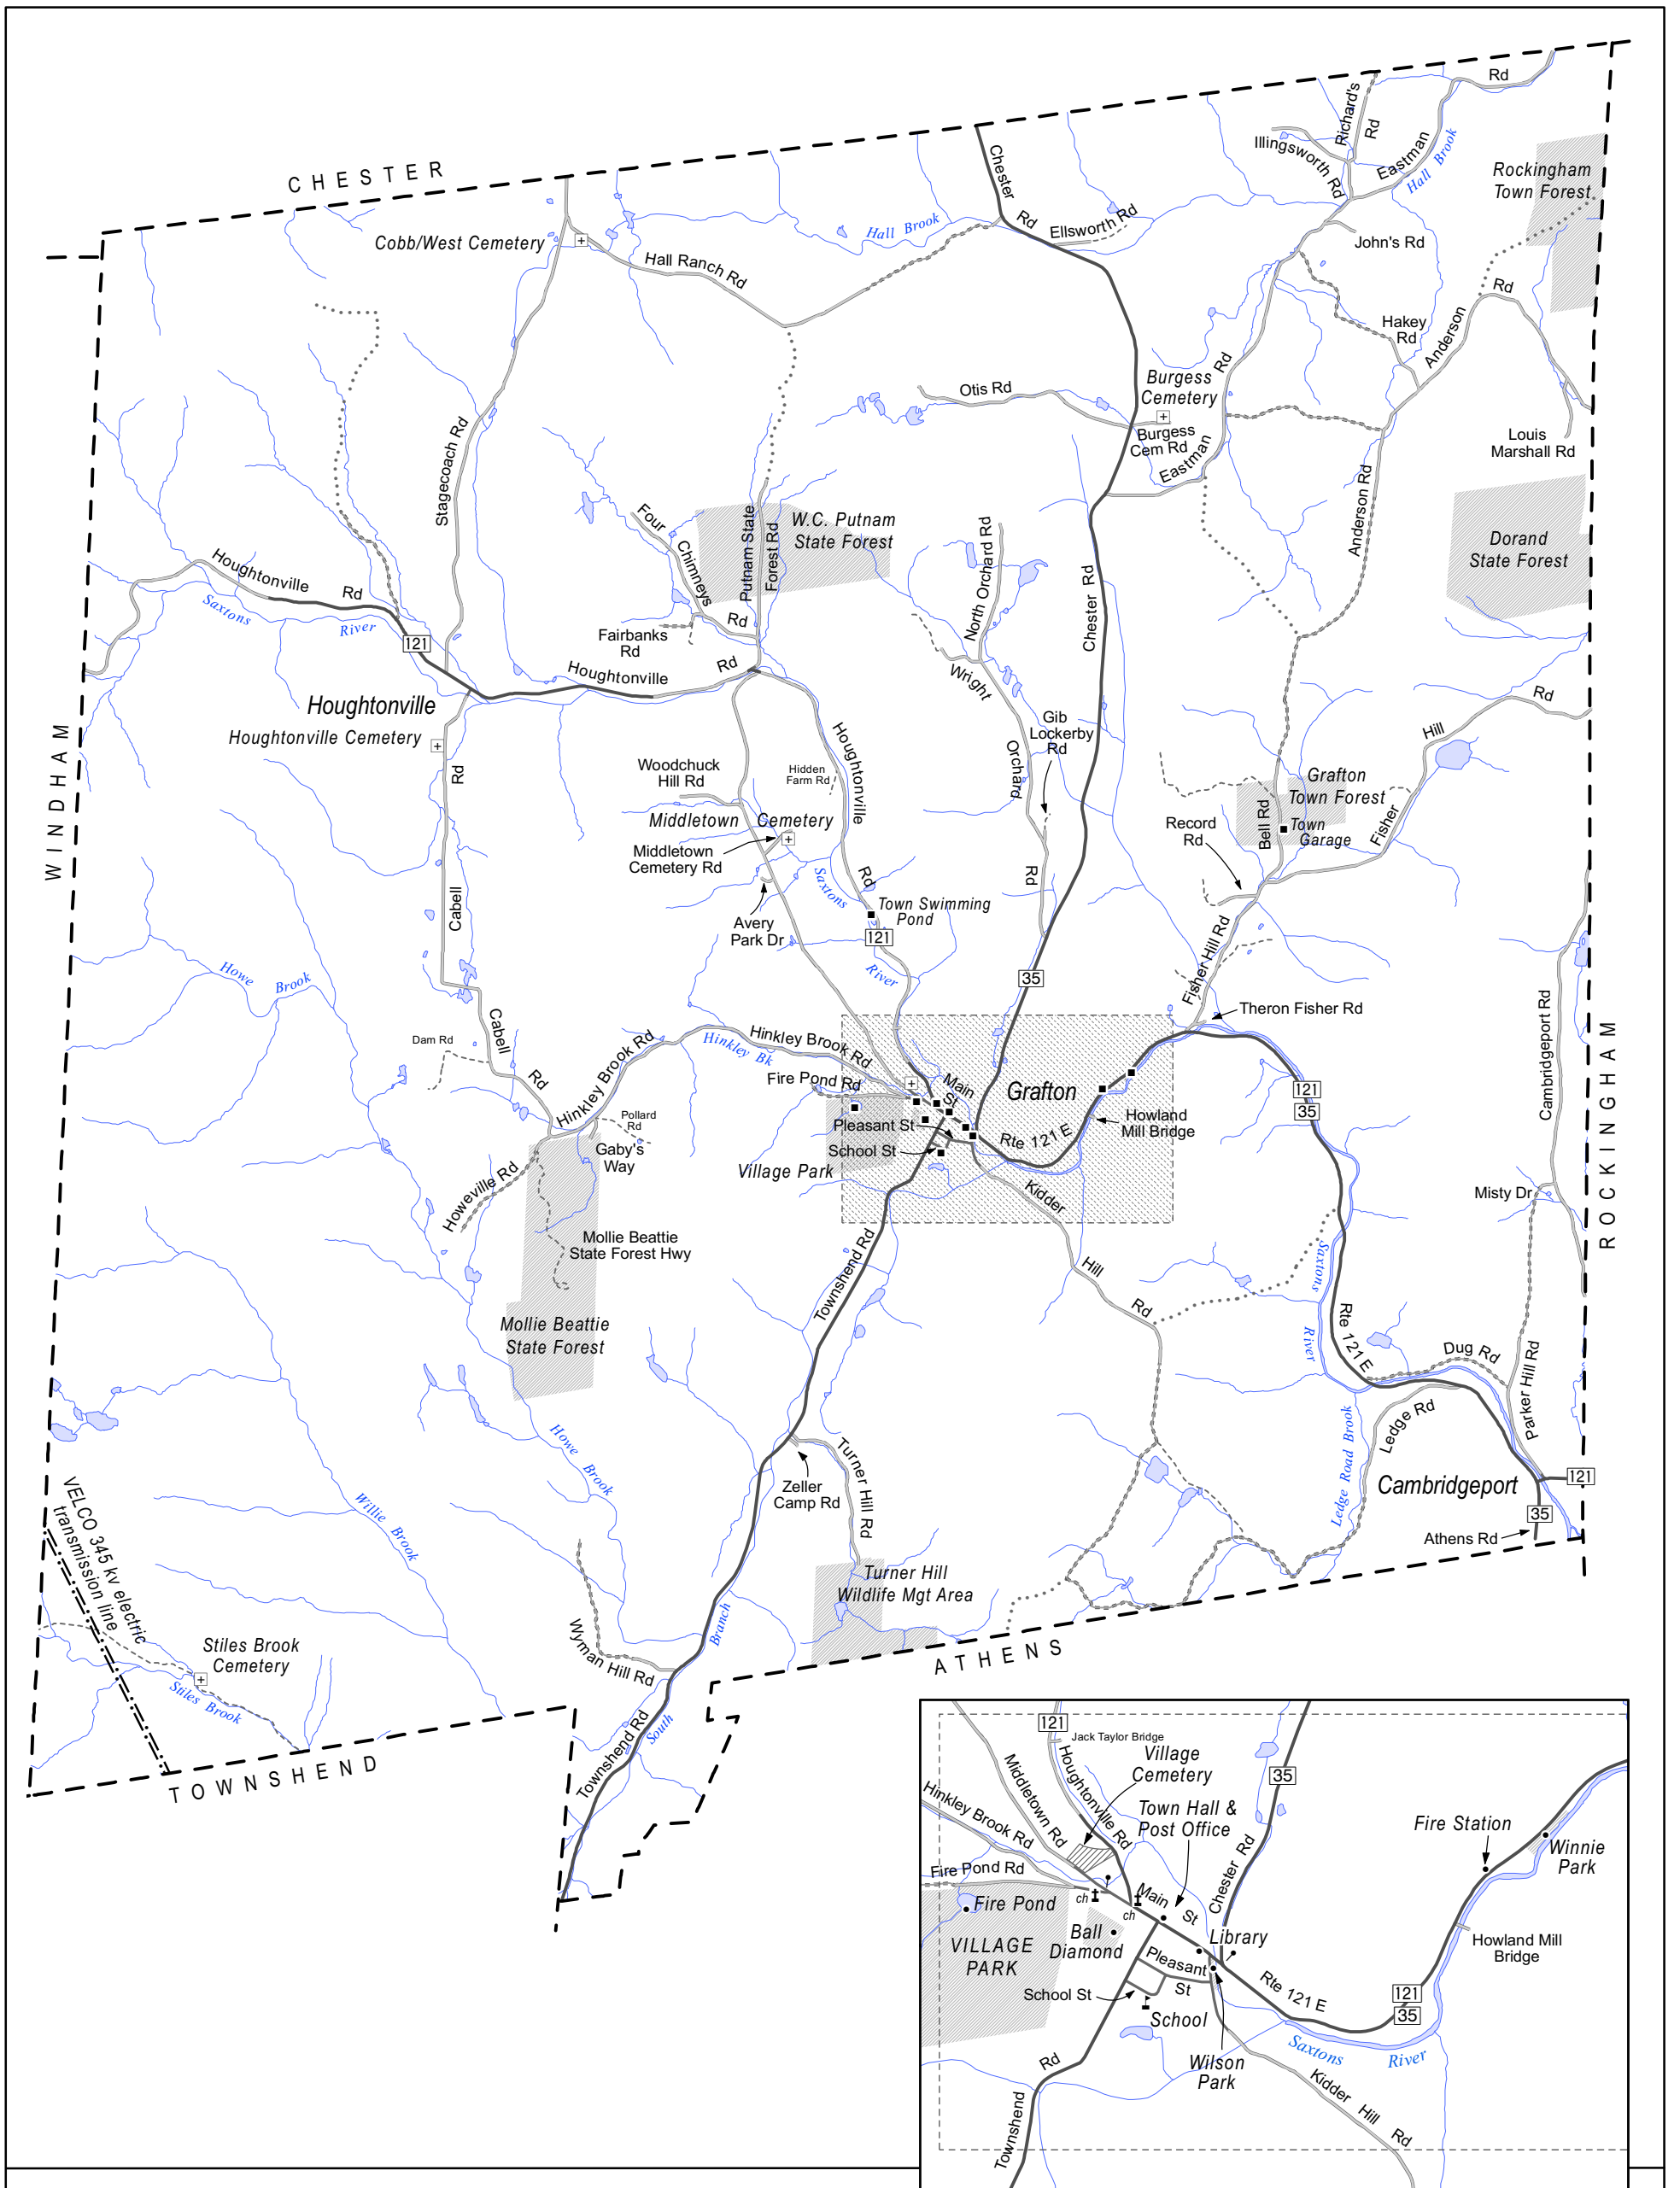 CHESTER
Rd
Richard's
Rd
Illingsworth Rd
Eastman
Hall Brook
Rockingham
Town Forest
Chester
Rd
Ellsworth Rd
Hall Brook
Cobb/West Cemetery
Hall Ranch Rd
John's Rd
Rd
Hakey
Rd
Anderson
Otis Rd
Burgess
Cemetery
Rd
Burgess
Cem Rd
Eastman
Louis
Marshall Rd
Stagecoach Rd
Anderson Rd
Four
Chimneys
Rd
Putnam State
Forest Rd
W.C. Putnam
State Forest
North Orchard Rd
Dorand
State Forest
Houghtonville
Rd
Saxtons
River
121
Fairbanks
Rd
Houghtonville
Rd
Chester Rd
Wright
Houghtonville
Houghtonville Cemetery
WINDHAM
Gib
Lockerby
Rd
Hill
Rd
Rd
Woodchuck
Hill Rd
Hidden
Farm Rd
Houghtonville
Orchard
Grafton
Town Forest
Middletown Cemetery
Middletown
Cemetery Rd
Record
Rd
Bell Rd
Town
Garage
Fisher
Rd
Saxtons
Rd
Cabell
Avery
Park Dr
Town Swimming
Pond
121
River
35
Fisher Hill Rd
Howe
Brook
Theron Fisher Rd
Cambridgeport Rd
ROCKINGHAM
Cabell
Dam Rd
Rd
Hinkley Brook Rd
Hinkley Bk
Hinkley Brook Rd
Fire Pond Rd
Main
St
Grafton
121
35
Pollard
Rd
Gaby's
Way
Pleasant St
School St
Rte 121 E
Howland
Mill Bridge
Village Park
Howeville Rd
Kidder
Hill
Rd
Misty Dr
Mollie Beattie
State Forest Hwy
Townshend Rd
Saxtons
River
Mollie Beattie
State Forest
Rte 121 E
Dug Rd
Parker Hill Rd
Ledge Rd
Ledge Road Brook
Howe
Brook
Turner Hill Rd
Zeller
Camp Rd
Cambridgeport
121
35
Athens Rd
VELCO 345 kv electric
transmission line
Willie Brook
Turner Hill
Wildlife Mgt Area
Branch
Wyman Hill Rd
ATHENS
Stiles Brook
Cemetery
Stiles Brook
South
Townshend Rd
TOWNSHEND
121
Jack Taylor Bridge
Village
Cemetery
Middletown Rd
Houghtonville Rd
35
Hinkley Brook Rd
Town Hall &
Post Office
Fire Station
Winnie
Park
Chester Rd
Fire Pond Rd
ch
Main
St
ch
Fire Pond
Ball
Diamond
Library
VILLAGE
PARK
Howland Mill
Bridge
Pleasant
St
School St
School
Rte 121 E
121
35
Wilson
Park
Saxtons
River
Rd
Kidder
Hill
Rd
Townshend